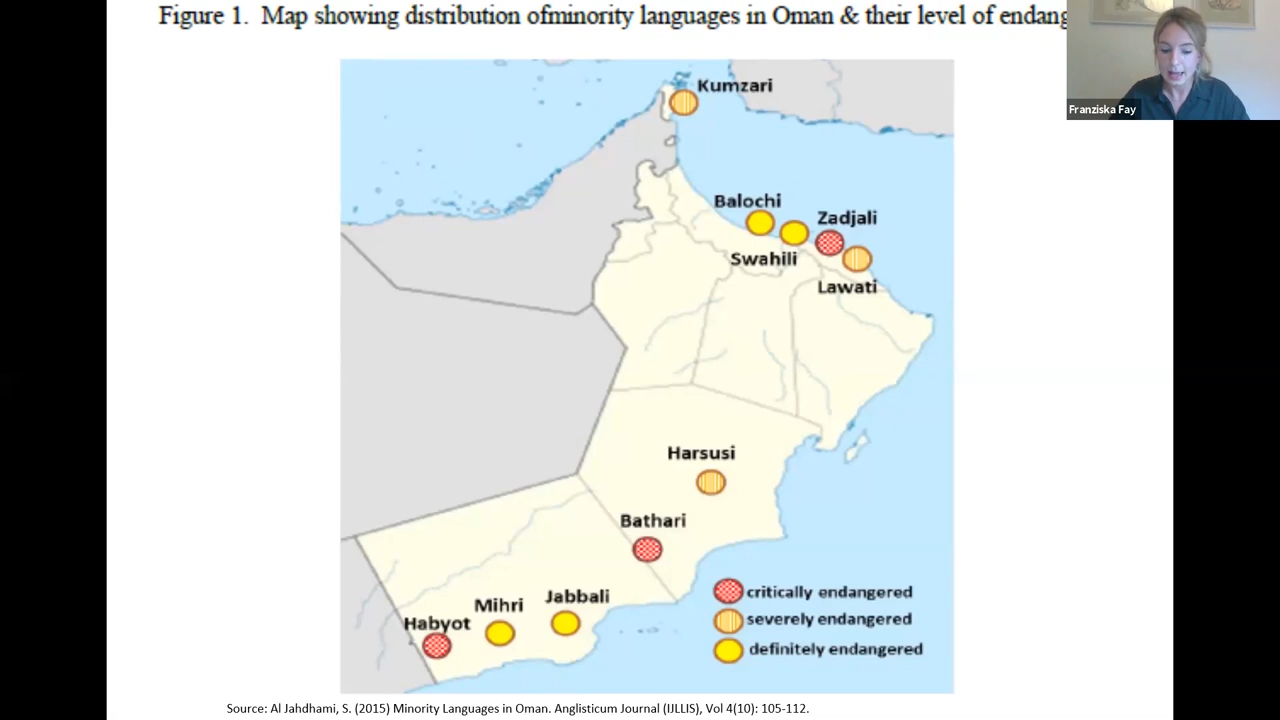 Figure 1.  Map showing distribution ofminority languages in Oman & their level of endang
Franziska Fay
Kumzari
Balochi
Zadjali
Swahili
Lawati
Harsusi
Bathari
Jabbali
Mihri
Habyot
critically endangered
severely endangered
definitely endangered
Source: Al Jahdhami, S. (2015) Minority Languages in Oman. Anglisticum Journal (IJLLIS), Vol 4(10): 105-112.